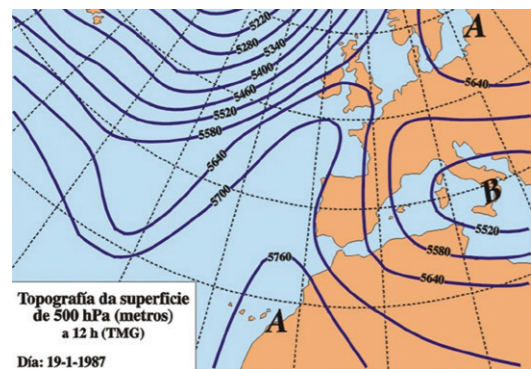 5220
5280
5340
5400
5460
5520
5580
5640
5700
A
5640
B
5520
5580
5640
5760
A
Topografía da superficie
de 500 hPa (metros)
a 12 h (TMG)
Día: 19-1-1987